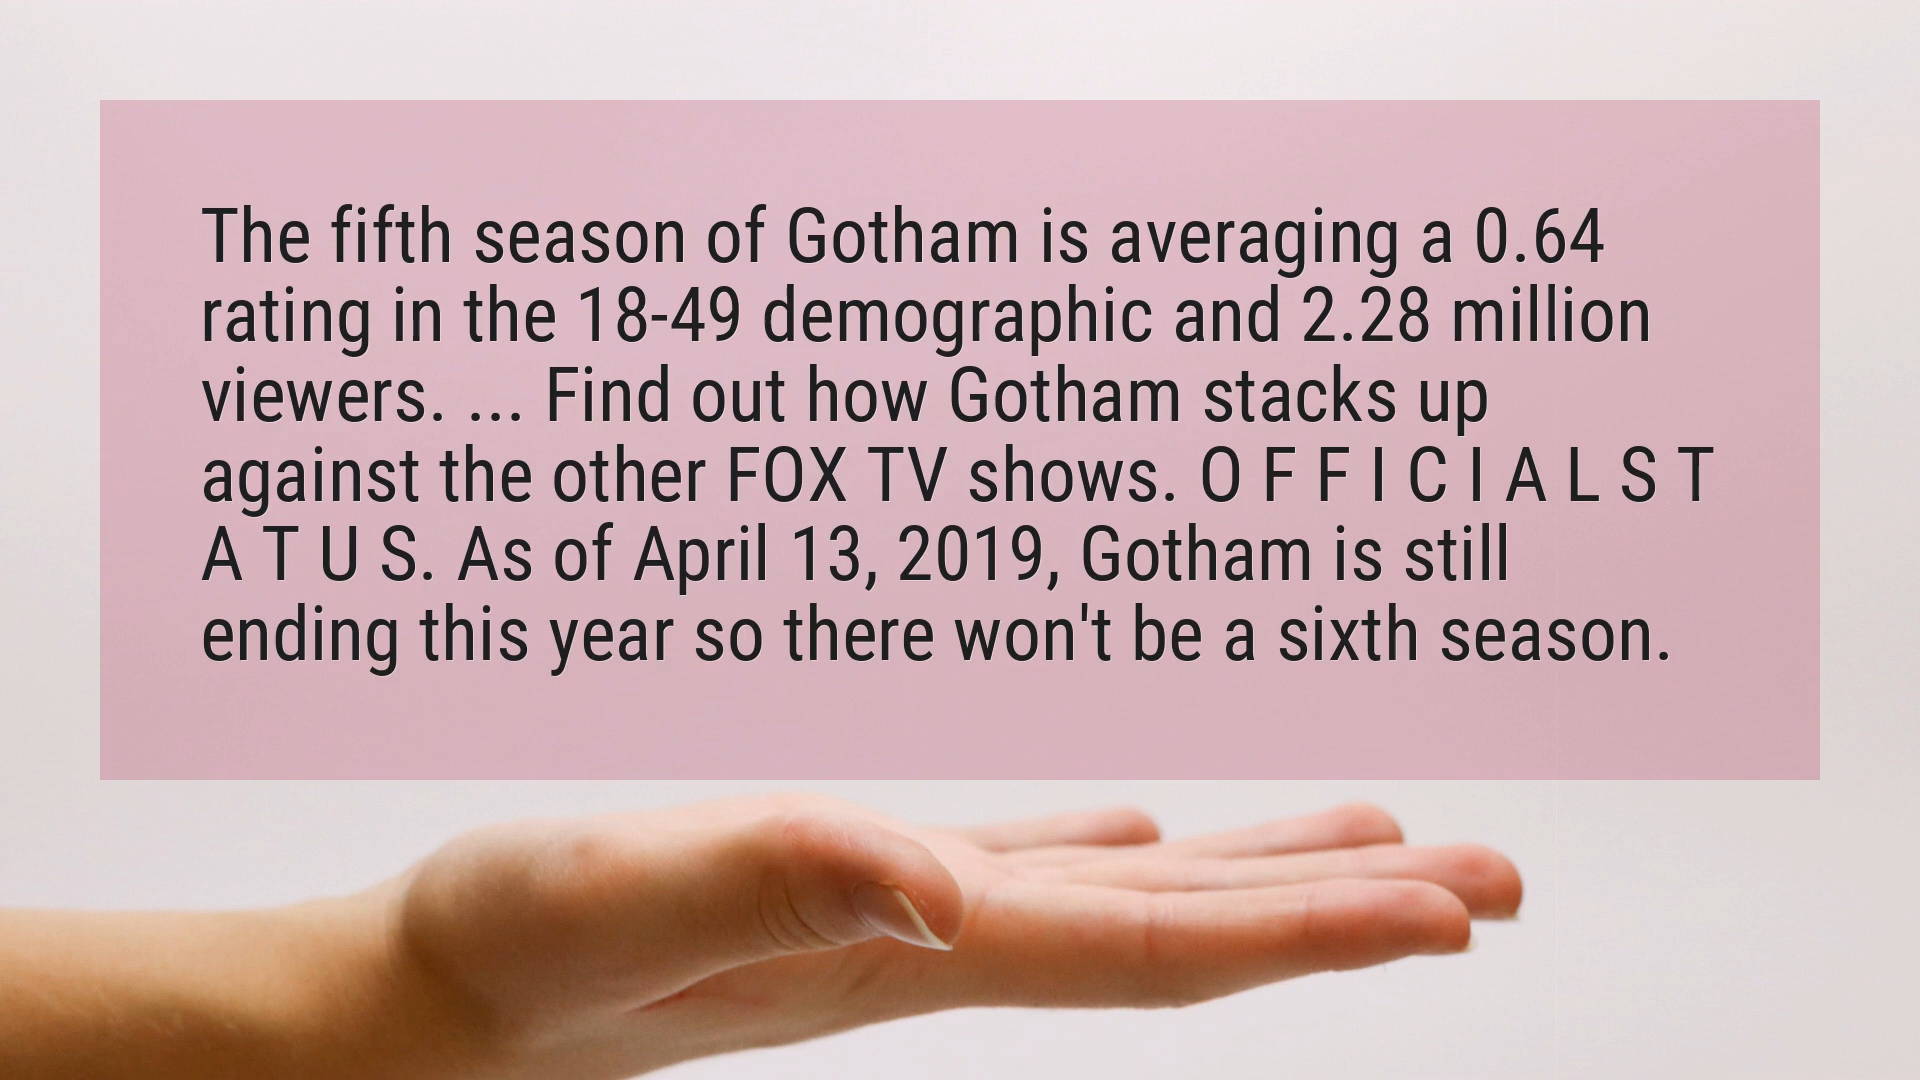 The fifth season of Gotham is averaging a 0.64
rating in the 18-49 demographic and 2.28 million
viewers. ... Find out how Gotham stacks up
against the other FOX TV shows. O F F I C I A L S T
A T U S. As of April 13, 2019, Gotham is still
ending this year so there won't be a sixth season.